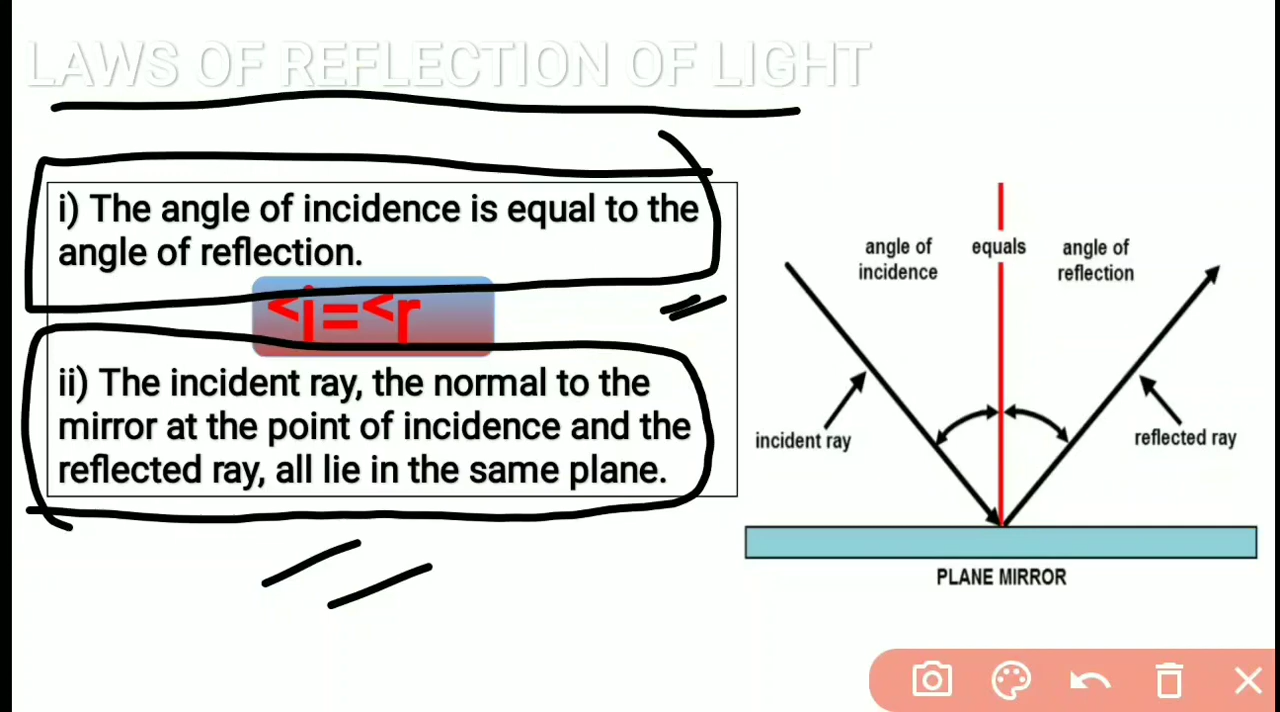 LAWS OF REFLECTION OF LIGHT
i) The angle of incidence is equal to the
angle of reflection.
<i=<r
ii) The incident ray, the normal to the
mirror at the point of incidence and the
reflected ray, all lie in the same plane.
angle of
incidence
equals
angle of
reflection
incident ray
reflected ray
PLANE MIRROR